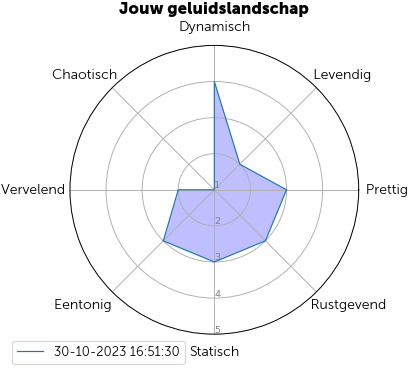 Jouw geluidslandschap
Dynamisch
Chaotisch
Levendig
Vervelend
Prettig
1
2
3
4
5
Eentonig
Rustgevend
30-10-2023 16:51:30
Statisch